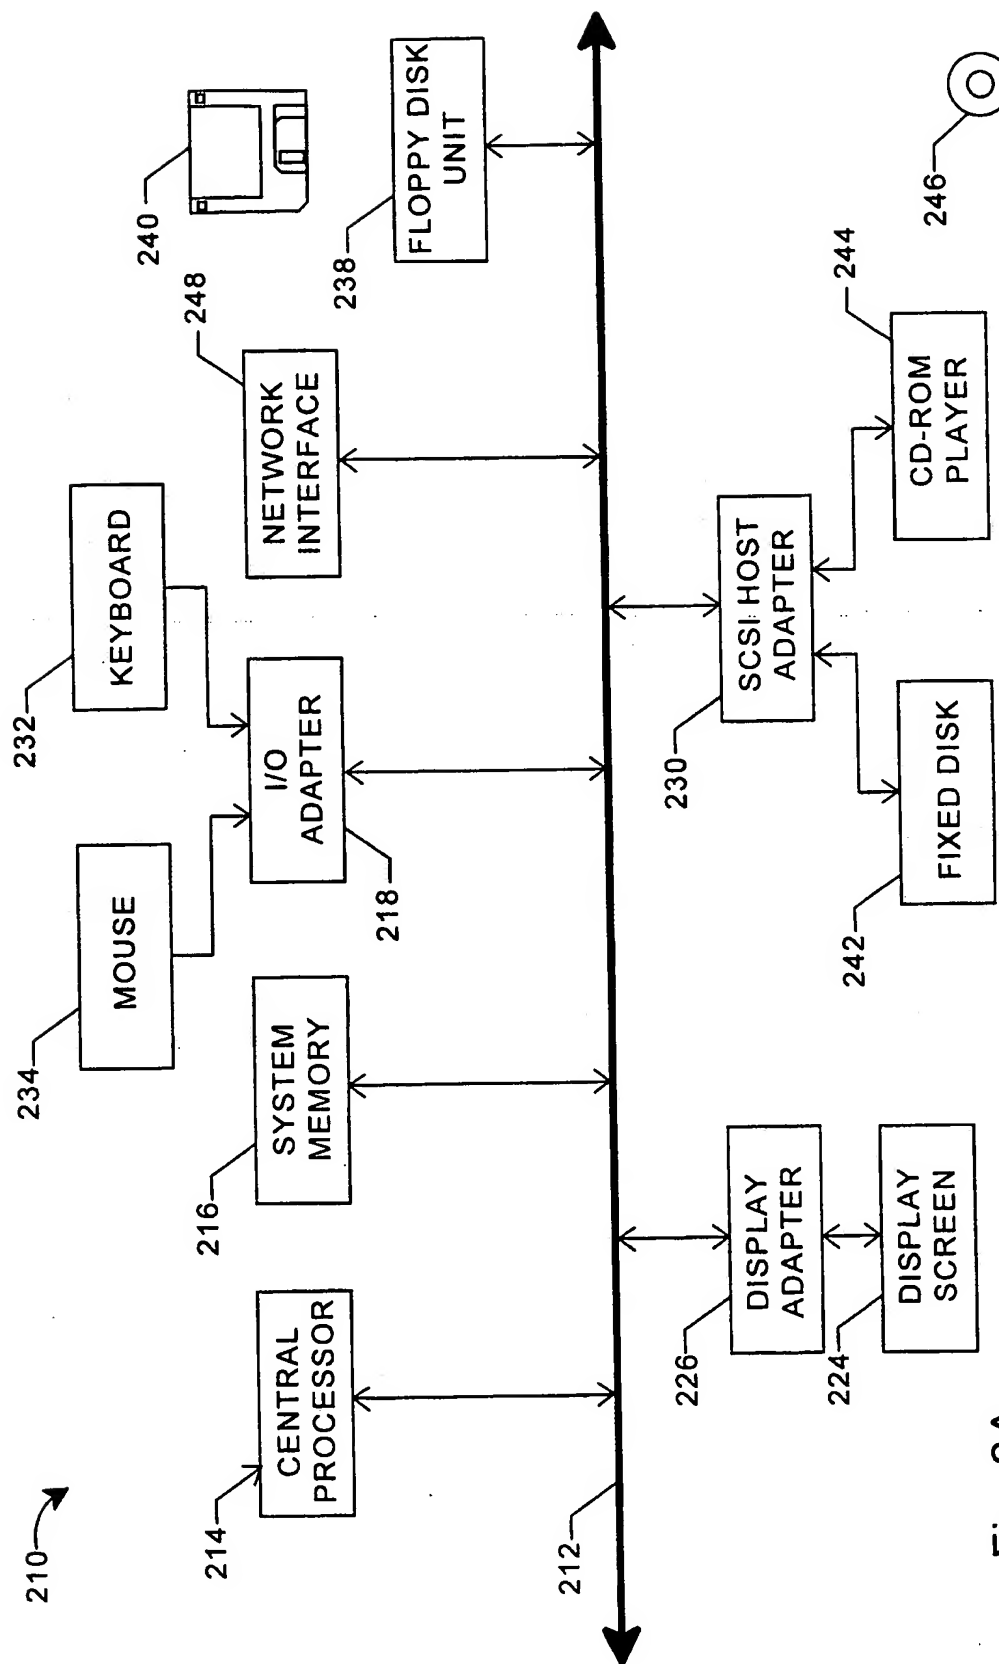 210
234
MOUSE
232
KEYBOARD
240
214
CENTRAL
PROCESSOR
216
SYSTEM
MEMORY
I/O
ADAPTER
218
248
NETWORK
INTERFACE
238
FLOPPY DISK
UNIT
212
226
DISPLAY
ADAPTER
230
SCSI HOST
ADAPTER
224
DISPLAY
SCREEN
242
FIXED DISK
244
CD-ROM
PLAYER
246